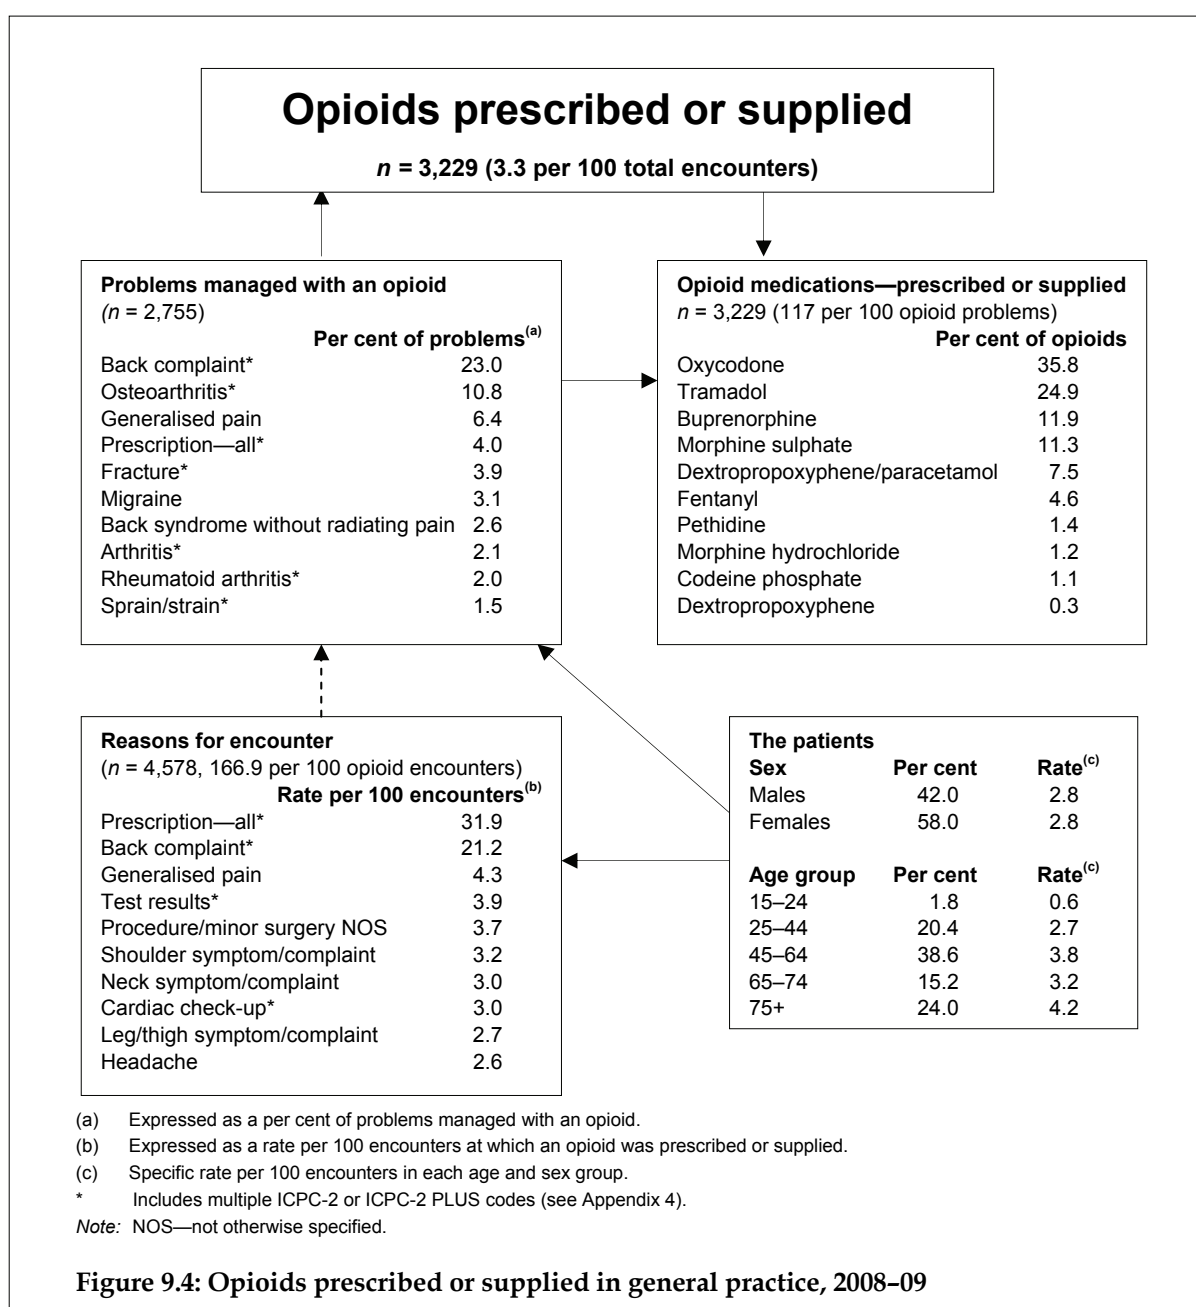 Opioids prescribed or supplied
n = 3,229 (3.3 per 100 total encounters)
Problems managed with an opioid
(n = 2,755)
Per cent of problems(a)
Back complaint* 23.0
Osteoarthritis* 10.8
Generalised pain 6.4
Prescription—all* 4.0
Fracture* 3.9
Migraine 3.1
Back syndrome without radiating pain 2.6
Arthritis* 2.1
Rheumatoid arthritis* 2.0
Sprain/strain* 1.5
Opioid medications—prescribed or supplied
n = 3,229 (117 per 100 opioid problems)
Per cent of opioids
Oxycodone 35.8
Tramadol 24.9
Buprenorphine 11.9
Morphine sulphate 11.3
Dextropropoxyphene/paracetamol 7.5
Fentanyl 4.6
Pethidine 1.4
Morphine hydrochloride 1.2
Codeine phosphate 1.1
Dextropropoxyphene 0.3
Reasons for encounter
(n = 4,578, 166.9 per 100 opioid encounters)
Rate per 100 encounters(b)
Prescription—all* 31.9
Back complaint* 21.2
Generalised pain 4.3
Test results* 3.9
Procedure/minor surgery NOS 3.7
Shoulder symptom/complaint 3.2
Neck symptom/complaint 3.0
Cardiac check-up* 3.0
Leg/thigh symptom/complaint 2.7
Headache 2.6
The patients
Sex Per cent Rate(c)
Males 42.0 2.8
Females 58.0 2.8
Age group Per cent Rate(c)
15–24 1.8 0.6
25–44 20.4 2.7
45–64 38.6 3.8
65–74 15.2 3.2
75+ 24.0 4.2
(a) Expressed as a per cent of problems managed with an opioid.
(b) Expressed as a rate per 100 encounters at which an opioid was prescribed or supplied.
(c) Specific rate per 100 encounters in each age and sex group.
* Includes multiple ICPC-2 or ICPC-2 PLUS codes (see Appendix 4).
Note: NOS—not otherwise specified.
Figure 9.4: Opioids prescribed or supplied in general practice, 2008–09